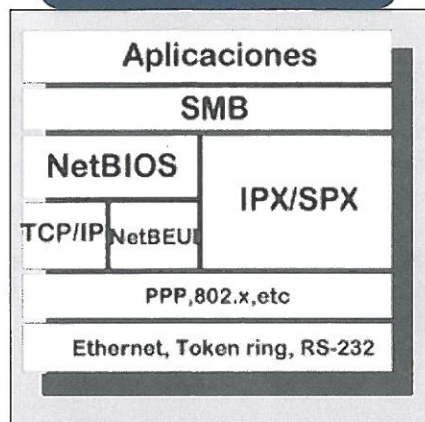 Aplicaciones
SMB
NetBIOS
IPX/SPX
TCP/IP
NetBEUI
PPP,802.x,etc
Ethernet, Token ring, RS-232